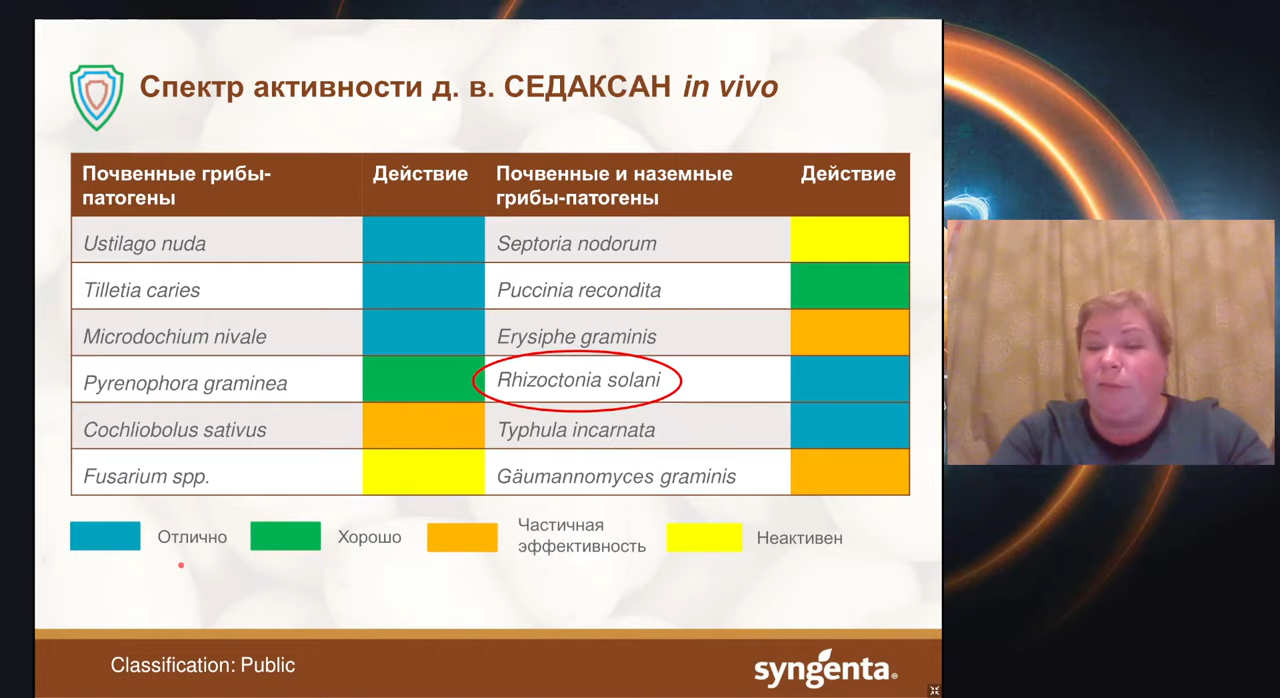 Спектр активности д. в. СЕДАКСАН in vivo
Почвенные грибы-
патогены
Действие
Почвенные и наземные
грибы-патогены
Действие
Ustilago nuda
Septoria nodorum
Tilletia caries
Puccinia recondita
Microdochium nivale
Erysiphe graminis
Pyrenophora graminea
Rhizoctonia solani
Cochliobolus sativus
Typhula incarnata
Fusarium spp.
Gäumannomyces graminis
Отлично
Хорошо
Частичная
эффективность
Неактивен
Classification: Public
syngenta®